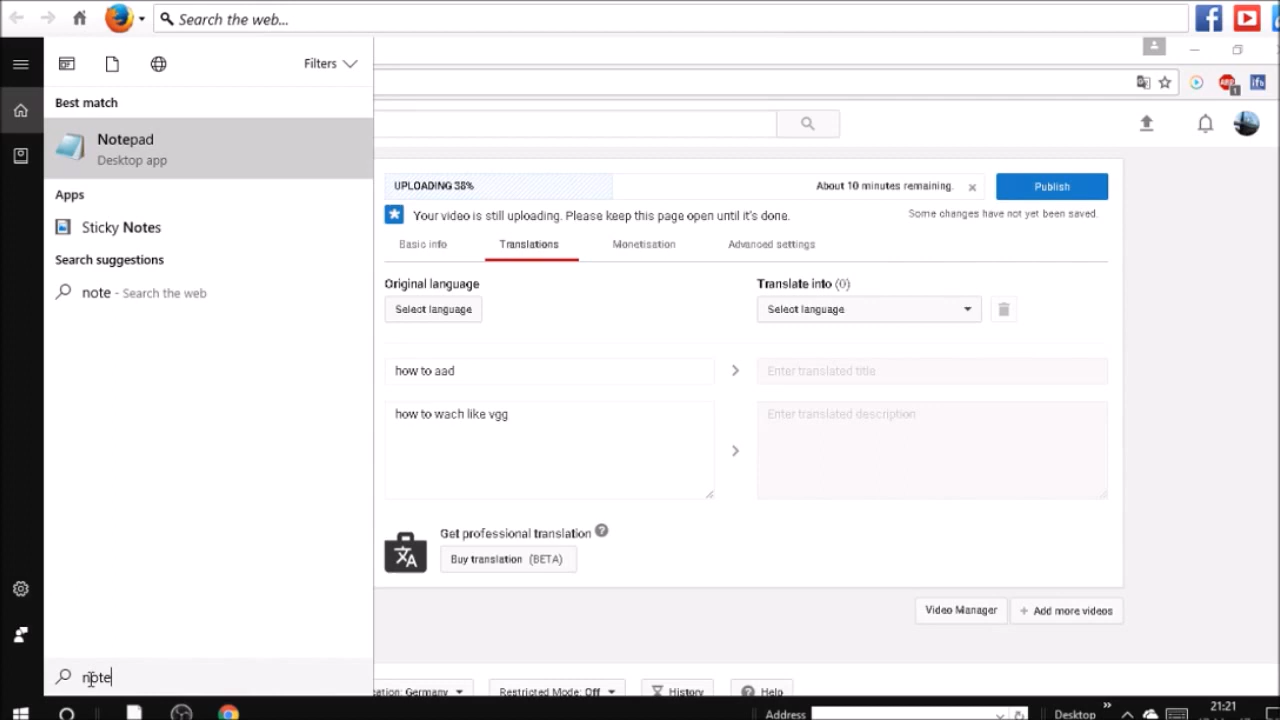 Search the web...
Filters
Best match
Notepad
Desktop app
Apps
Sticky Notes
Search suggestions
note - Search the web
note
UPLOADING 38%
About 10 minutes remaining.
Publish
Your video is still uploading. Please keep this page open until it's done.
Some changes have not yet been saved.
Basic info
Translations
Monetisation
Advanced settings
Original language
Select language
Translate into (0)
Select language
how to aad
Enter translated title
how to wach like vgg
Enter translated description
Get professional translation
Buy translation (BETA)
Video Manager
+ Add more videos
Germany
Restricted Mode: Off
History
Help
Address
Desktop
21:21